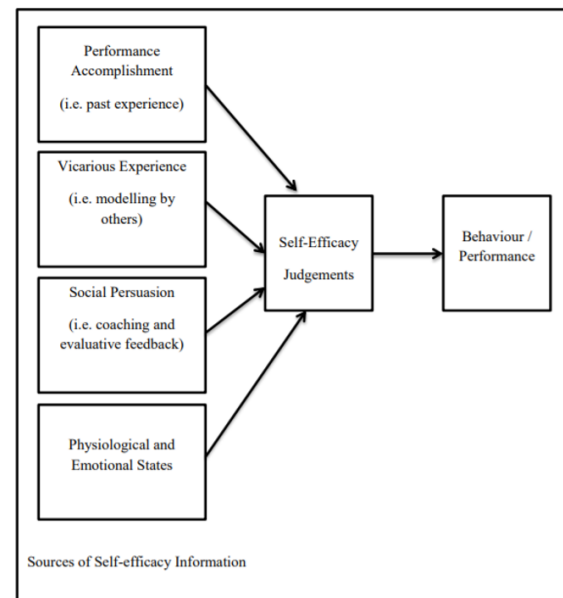 Performance
Accomplishment
(i.e. past experience)
Vicarious Experience
(i.e. modelling by
others)
Social Persuasion
(i.e. coaching and
evaluative feedback)
Physiological and
Emotional States
Self-Efficacy
Judgements
Behaviour /
Performance
Sources of Self-efficacy Information